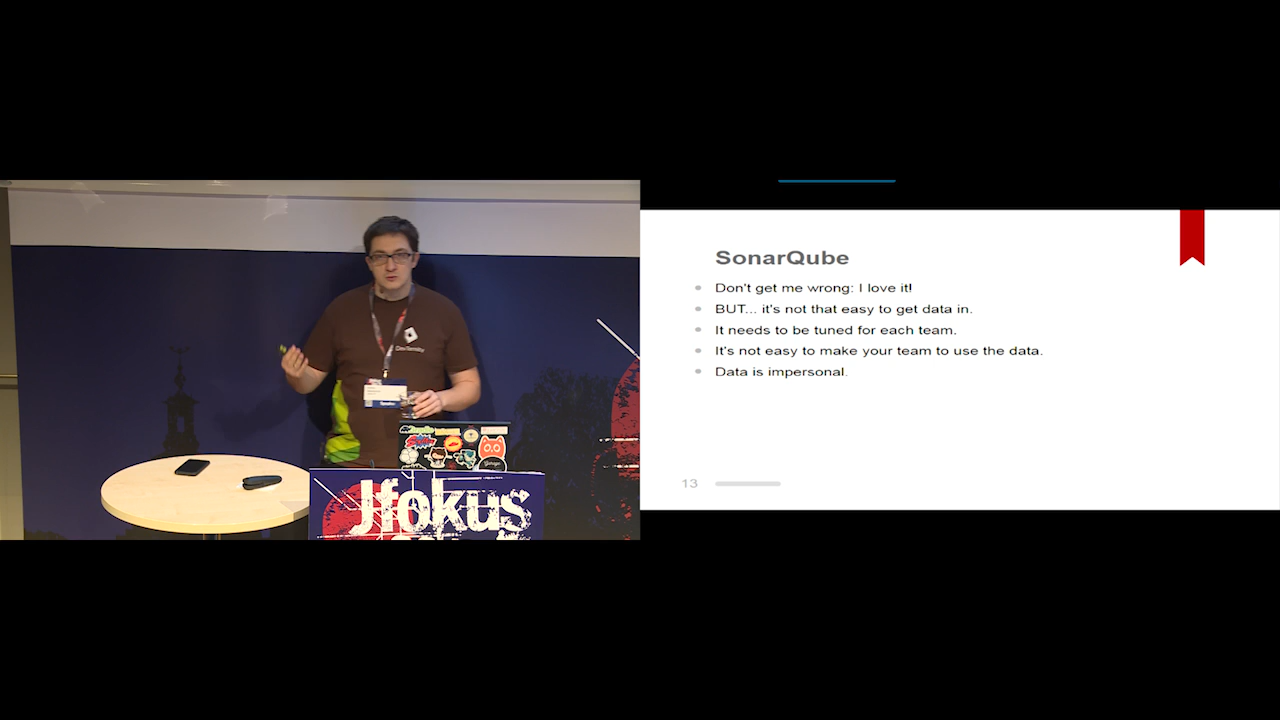 SonarQube
Don't get me wrong: I love it!
BUT... it's not that easy to get data in.
It needs to be tuned for each team.
It's not easy to make your team to use the data.
Data is impersonal.
13
Jfokus